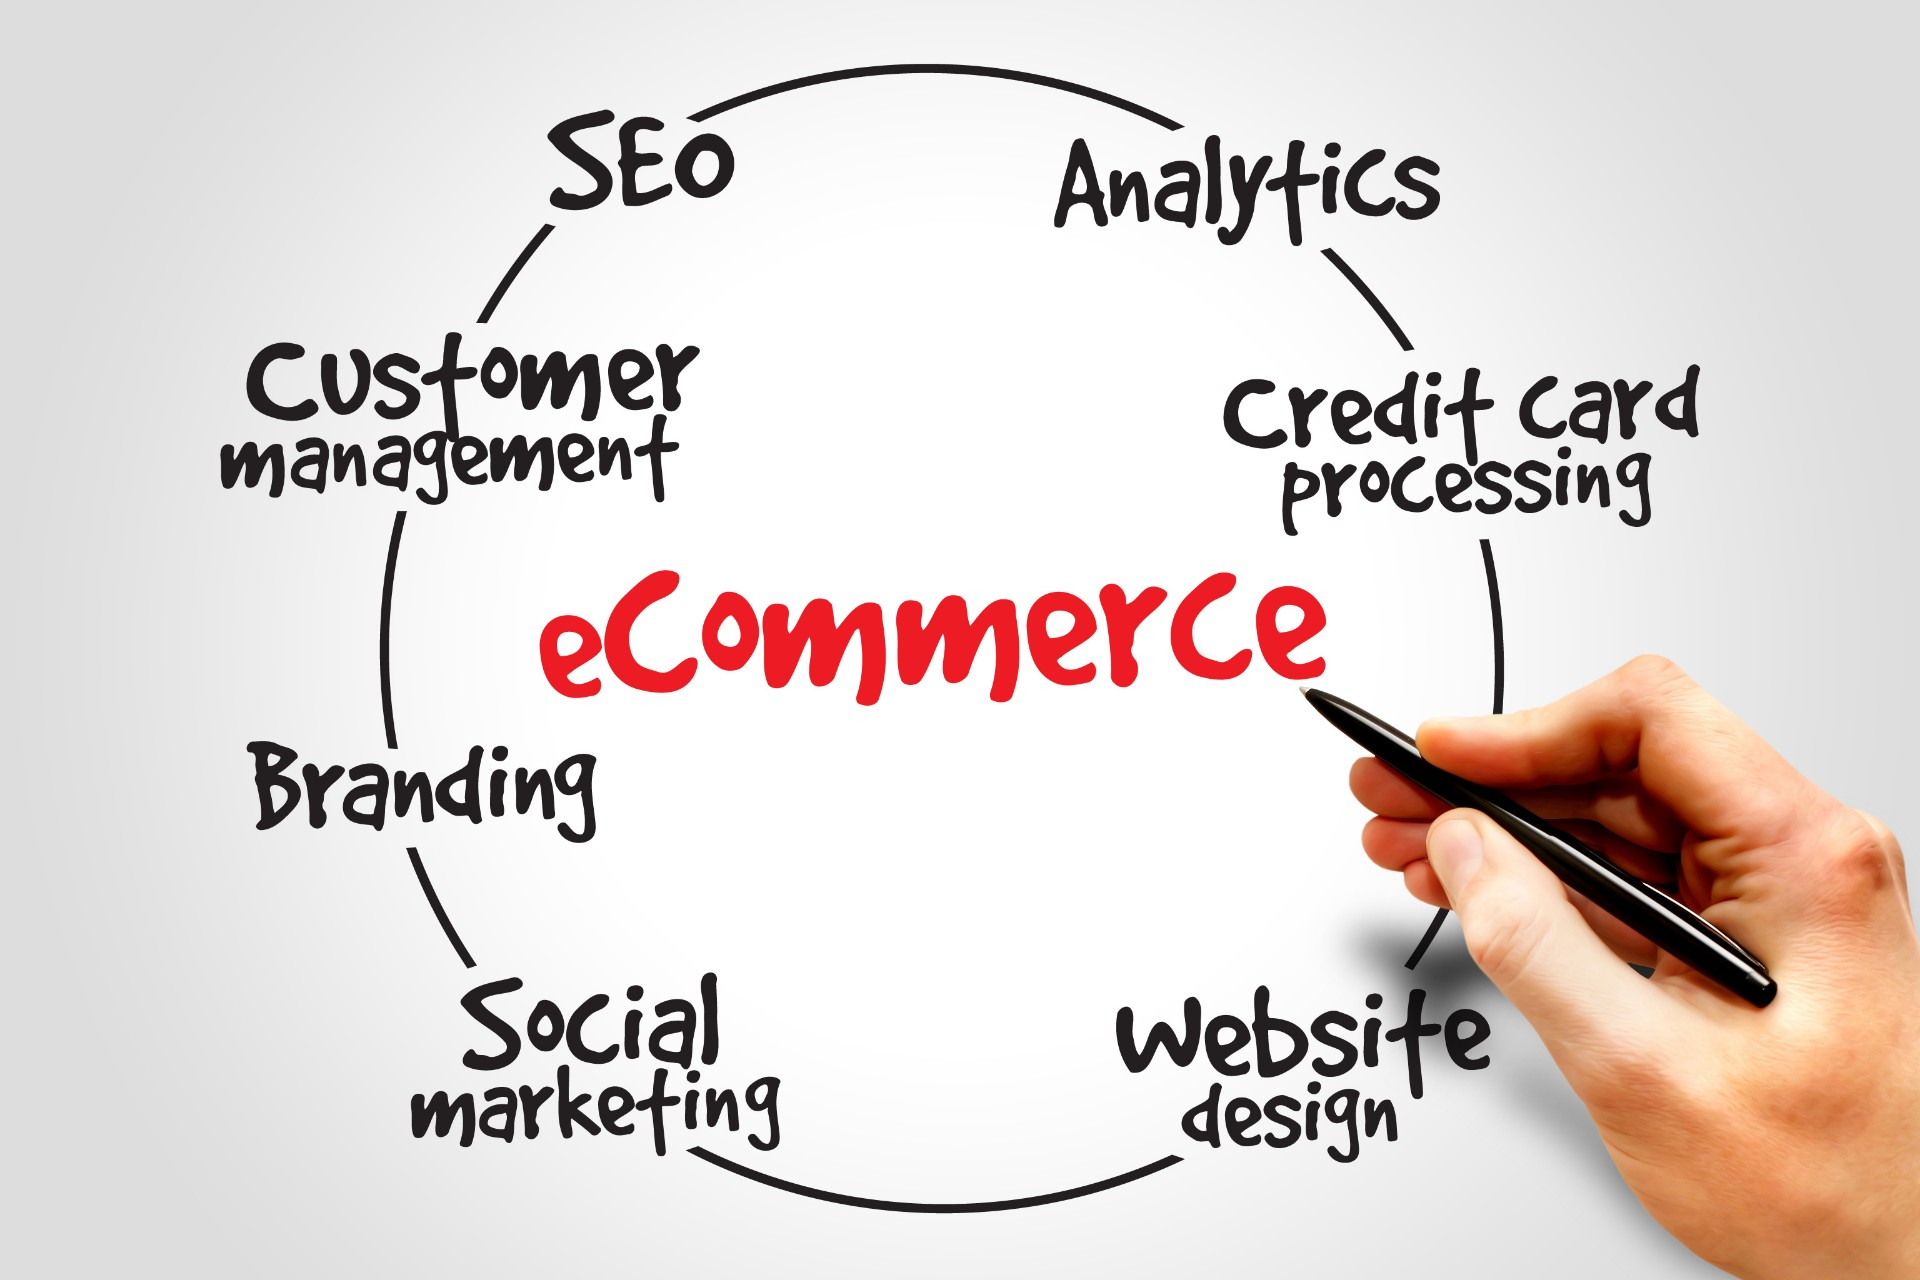 SEO
Analytics
Customer
management
Credit card
processing
eCommerce
Branding
Social
marketing
Website
design